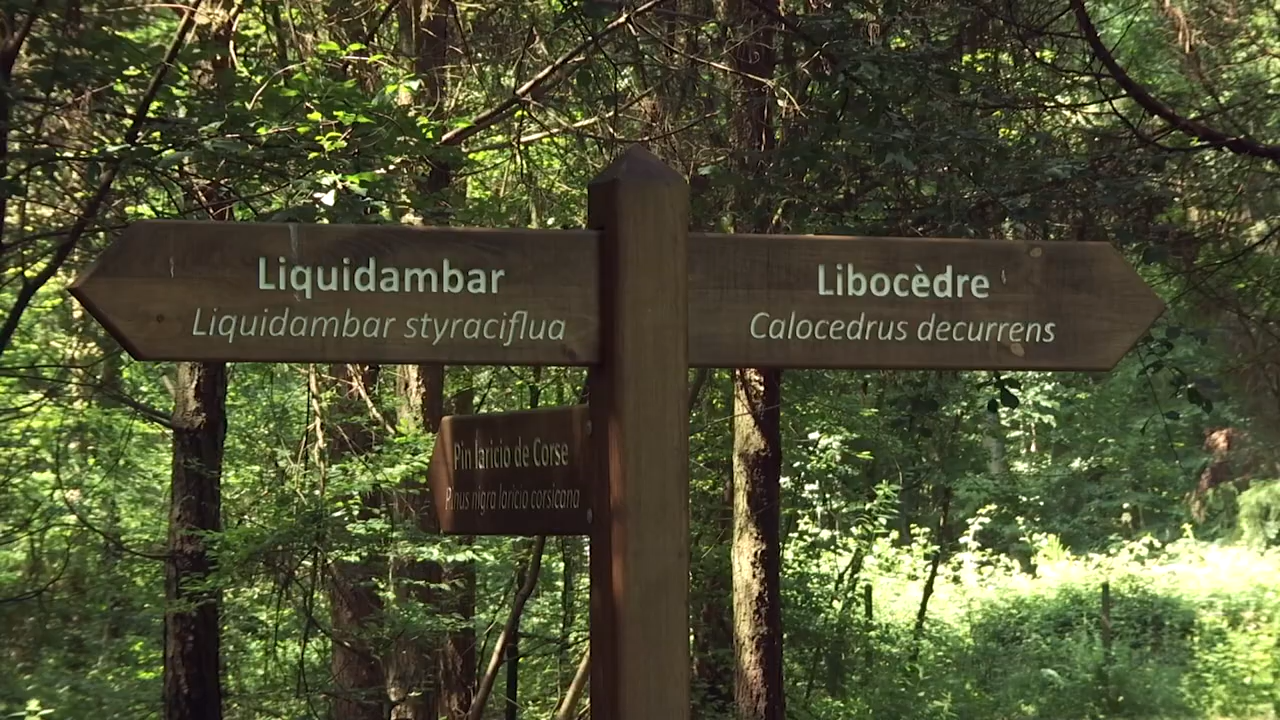 Liquidambar
Liquidambar styraciflua
Libocèdre
Calocedrus decurrens
Pin laricio de Corse
Pinus nigra laricio corsicana